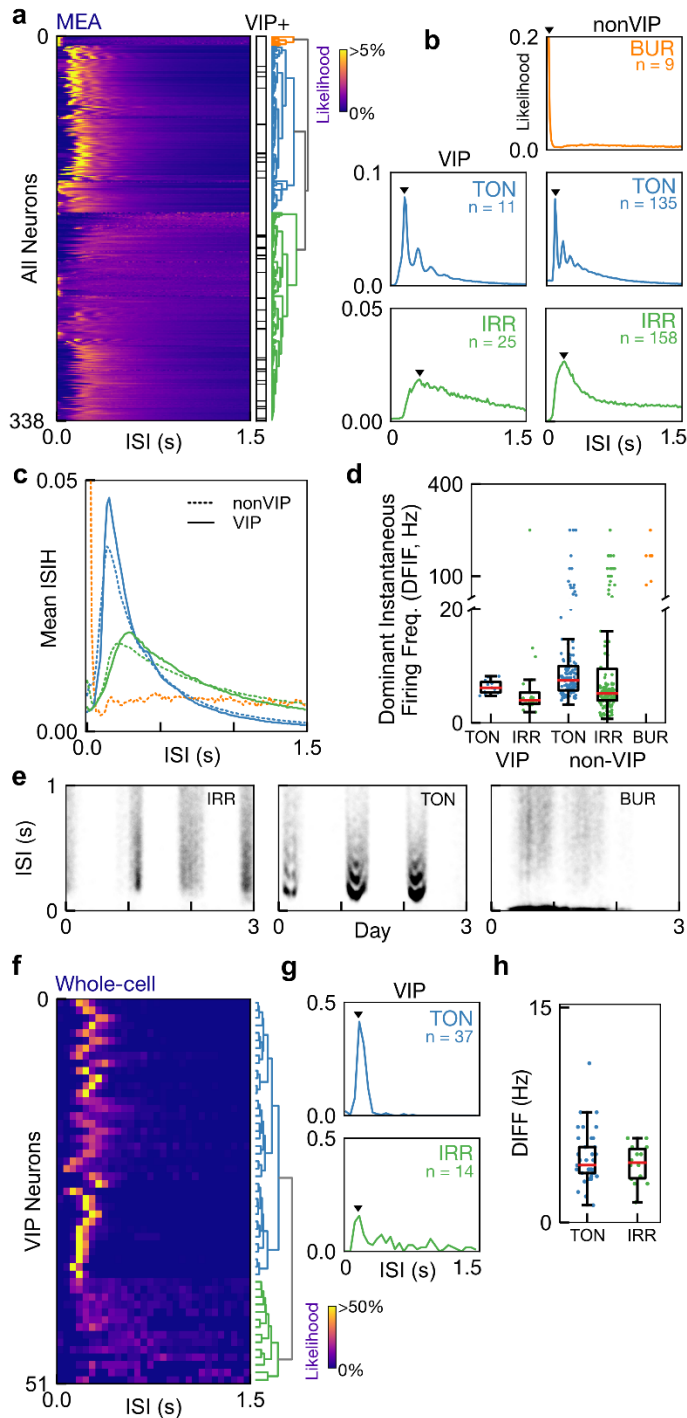 a
MEA
VIP+
0
All Neurons
338
0.0
ISI (s)
1.5
Likelihood
>5%
0%
b
nonVIP
0.2
Likelihood
0.0
BUR
n = 9
VIP
0.1
0.0
TON
n = 11
TON
n = 135
0.05
0.00
IRR
n = 25
IRR
n = 158
0
1.5
0
ISI (s)
1.5
c
0.05
Mean ISIH
0.00
nonVIP
VIP
0.0
ISI (s)
1.5
d
Dominant Instantaneous
Firing Freq. (DFIF, Hz)
400
100
20
0
TON
IRR
TON
IRR
BUR
VIP
non-VIP
e
1
ISI (s)
0
IRR
TON
BUR
0
3
0
Day
3
0
3
f
Whole-cell
0
VIP Neurons
51
0.0
ISI (s)
1.5
Likelihood
>50%
0%
g
VIP
0.5
0.0
TON
n = 37
0.5
0.0
IRR
n = 14
0
ISI (s)
1.5
h
15
DIFF (Hz)
0
TON
IRR